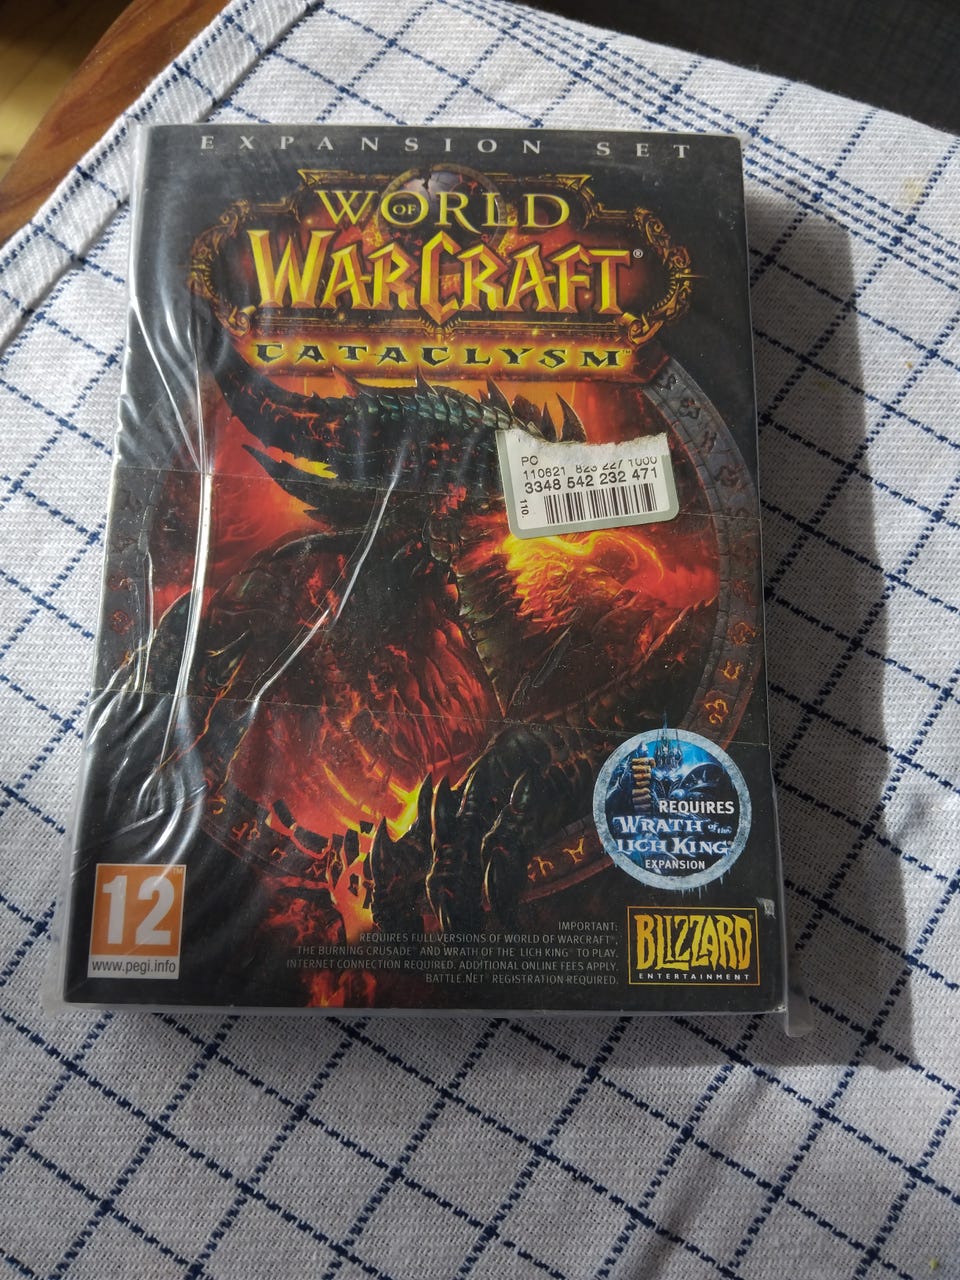 EXPANSION SET
WORLD OF
WARCRAFT®
CATACLYSM™
PO
110621 823 227 1000
3348 542 232 471
110
REQUIRES
WRATH of the
LICH KING®
EXPANSION
12
www.pegi.info
IMPORTANT:
REQUIRES FULL VERSIONS OF WORLD OF WARCRAFT®,
THE BURNING CRUSADE® AND WRATH OF THE LICH KING® TO PLAY.
INTERNET CONNECTION REQUIRED. ADDITIONAL ONLINE FEES APPLY.
BATTLE.NET® REGISTRATION REQUIRED.
BLIZZARD®
ENTERTAINMENT